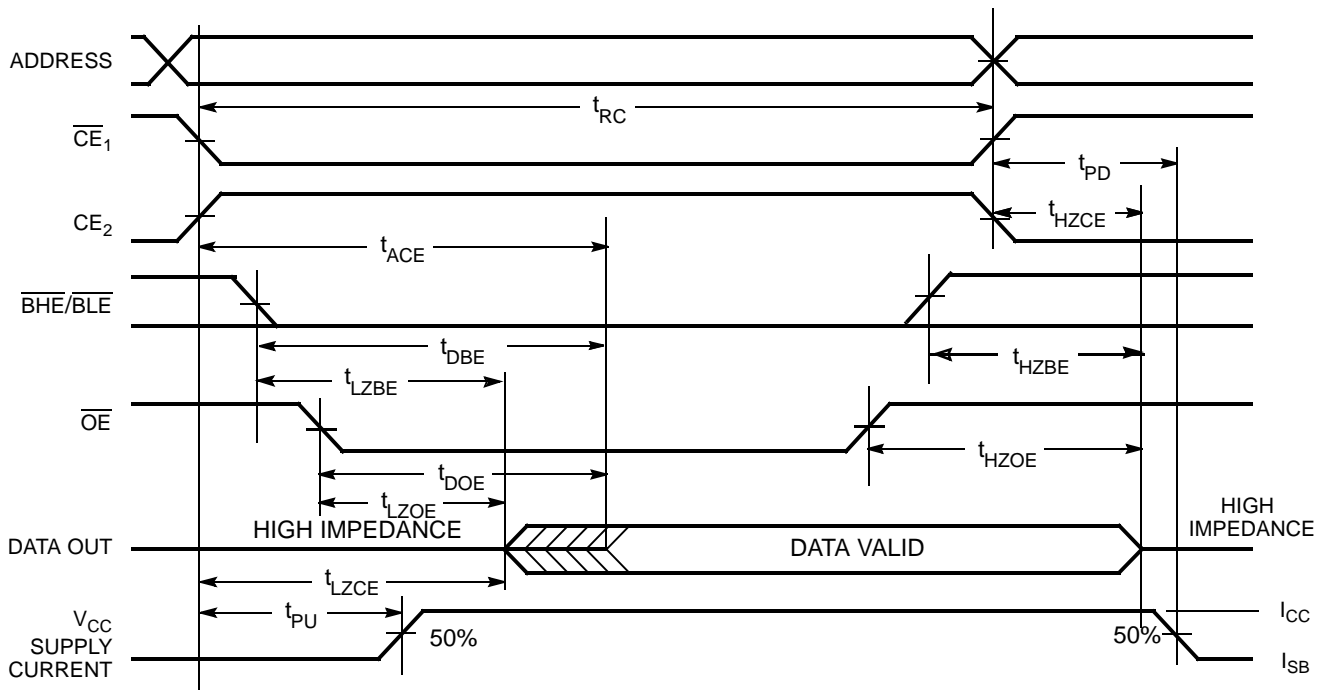 ADDRESS
tRC
CE1
tPD
CE2
tHZCE
tACE
BHE/BLE
tDBE
tHZBE
tLZBE
OE
tHZOE
tDOE
tLZOE
HIGH IMPEDANCE
HIGH
IMPEDANCE
DATA OUT
DATA VALID
tLZCE
VCC
SUPPLY
CURRENT
tPU
50%
50%
ICC
ISB